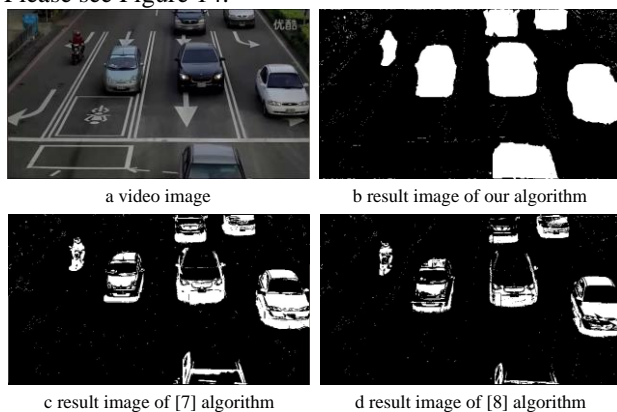 Please see Figure 14.
优酷
a video image
b result image of our algorithm
c result image of [7] algorithm
d result image of [8] algorithm